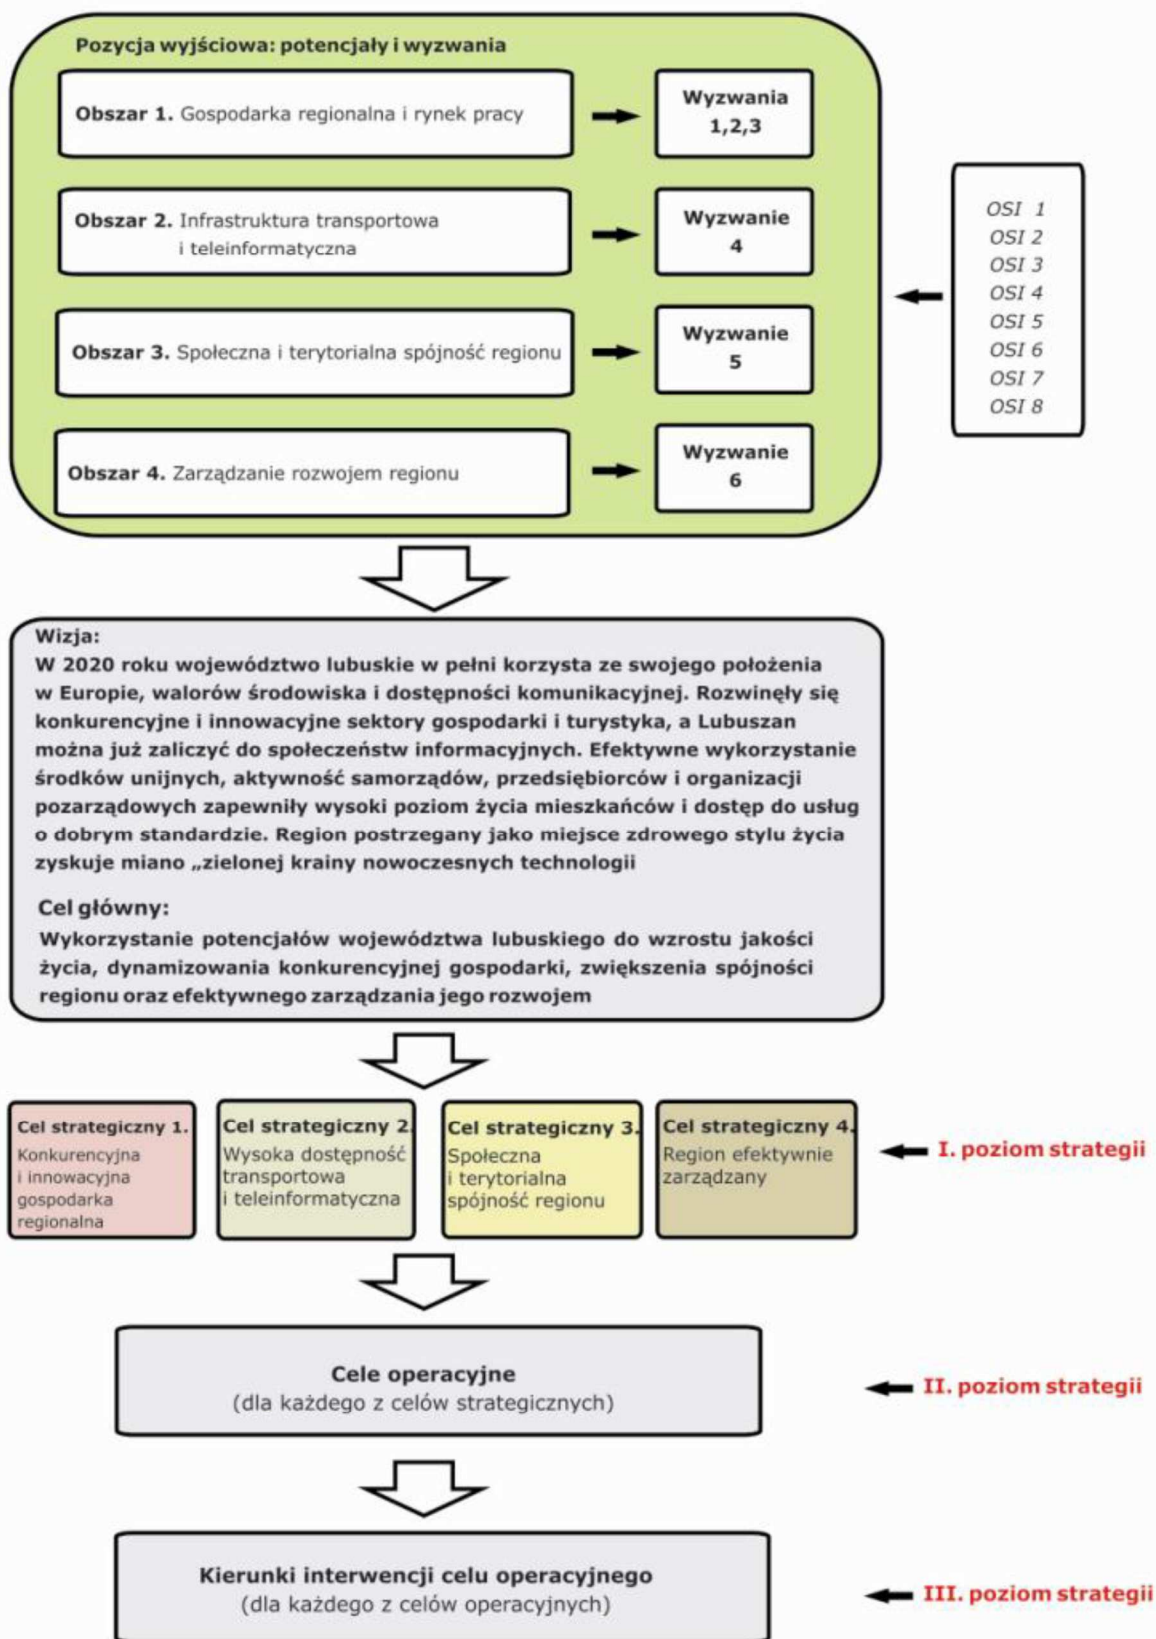 Pozycja wyjściowa: potencjały i wyzwania
Obszar 1. Gospodarka regionalna i rynek pracy
Wyzwania
1,2,3
Obszar 2. Infrastruktura transportowa
i teleinformatyczna
Wyzwanie
4
Obszar 3. Społeczna i terytorialna spójność regionu
Wyzwanie
5
Obszar 4. Zarządzanie rozwojem regionu
Wyzwanie
6
OSI 1
OSI 2
OSI 3
OSI 4
OSI 5
OSI 6
OSI 7
OSI 8
Wizja:
W 2020 roku województwo lubuskie w pełni korzysta ze swojego położenia
w Europie, walorów środowiska i dostępności komunikacyjnej. Rozwinęły się
konkurencyjne i innowacyjne sektory gospodarki i turystyka, a Lubuszan
można już zaliczyć do społeczeństw informacyjnych. Efektywne wykorzystanie
środków unijnych, aktywność samorządów, przedsiębiorców i organizacji
pozarządowych zapewniły wysoki poziom życia mieszkańców i dostęp do usług
o dobrym standardzie. Region postrzegany jako miejsce zdrowego stylu życia
zyskuje miano „zielonej krainy nowoczesnych technologii
Cel główny:
Wykorzystanie potencjałów województwa lubuskiego do wzrostu jakości
życia, dynamizowania konkurencyjnej gospodarki, zwiększenia spójności
regionu oraz efektywnego zarządzania jego rozwojem
Cel strategiczny 1.
Konkurencyjna
i innowacyjna
gospodarka
regionalna
Cel strategiczny 2.
Wysoka dostępność
transportowa
i teleinformatyczna
Cel strategiczny 3.
Społeczna
i terytorialna
spójność regionu
Cel strategiczny 4.
Region efektywnie
zarządzany
I. poziom strategii
Cele operacyjne
(dla każdego z celów strategicznych)
II. poziom strategii
Kierunki interwencji celu operacyjnego
(dla każdego z celów operacyjnych)
III. poziom strategii